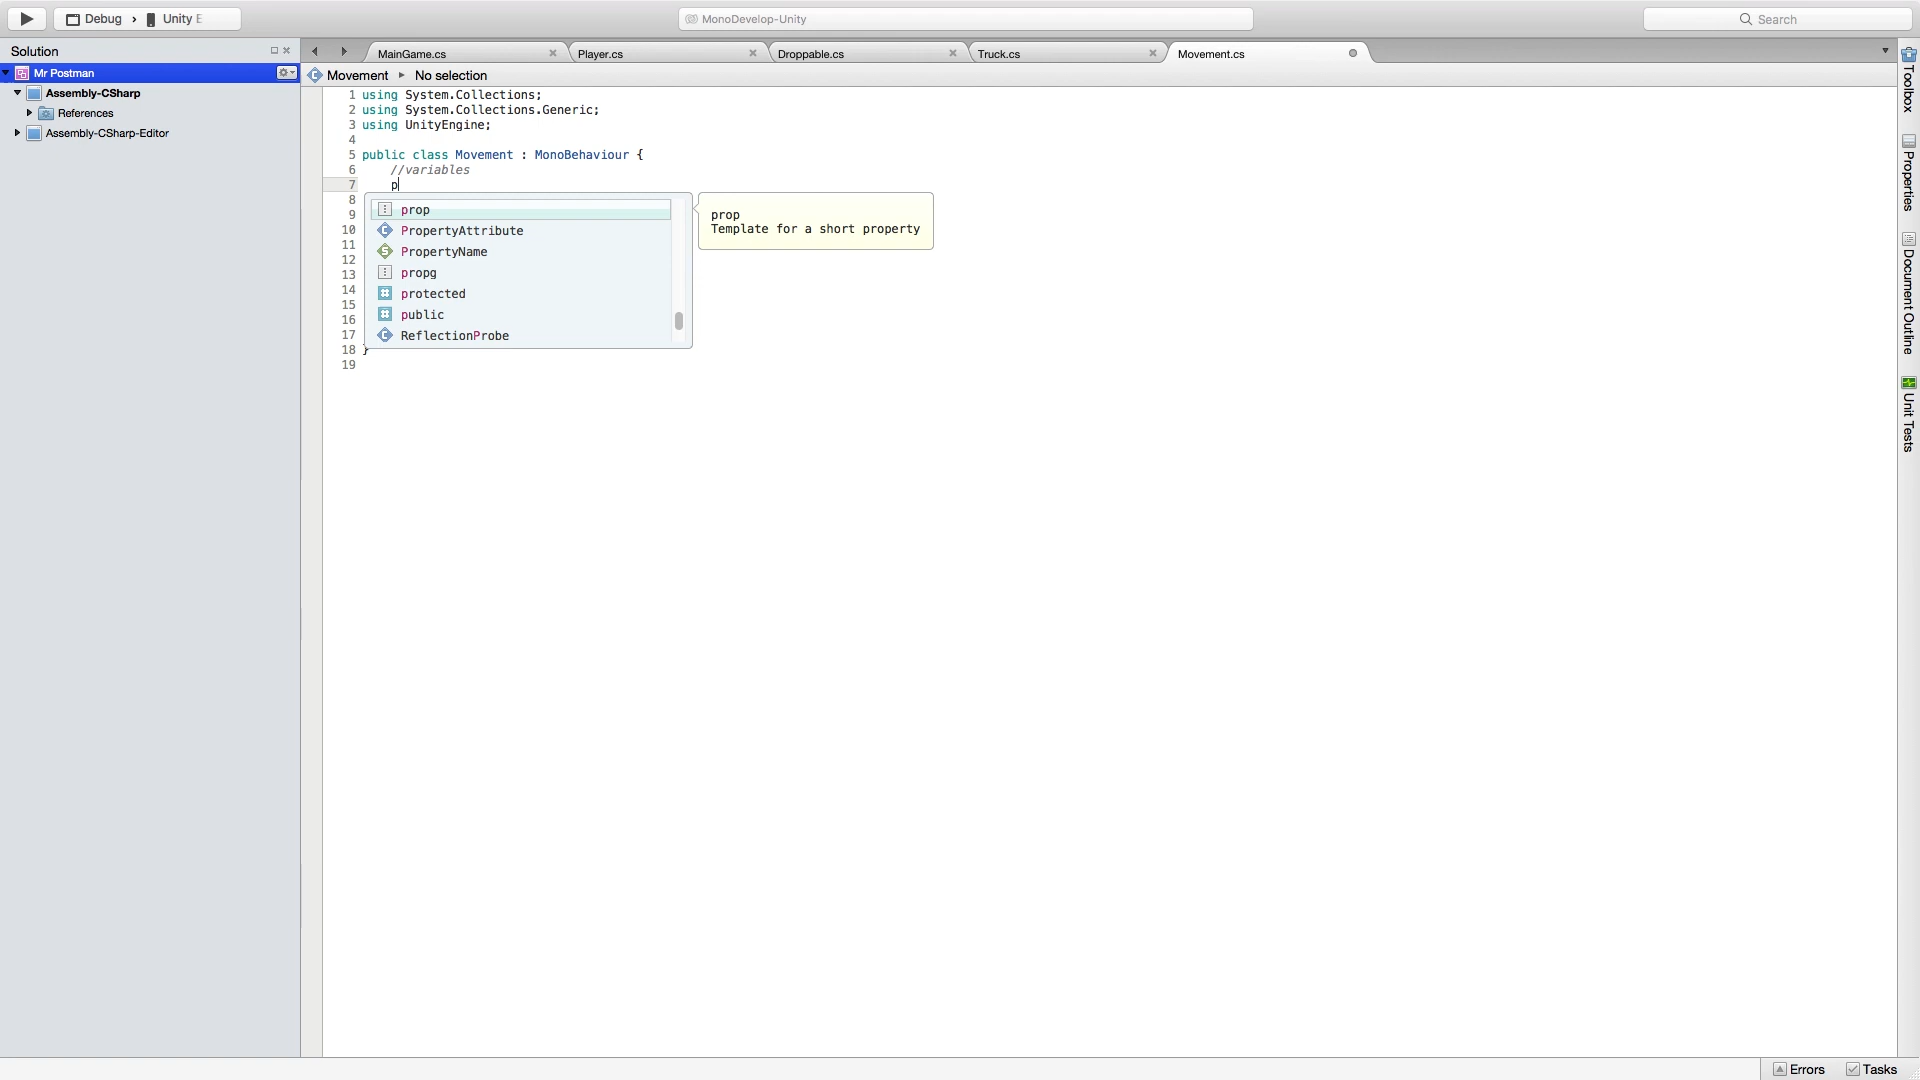 Debug › Unity E
MonoDevelop-Unity
Search
Solution
Mr Postman
Assembly-CSharp
References
Assembly-CSharp-Editor
MainGame.cs
Player.cs
Droppable.cs
Truck.cs
Movement.cs
Movement ▸ No selection
1 using System.Collections;
2 using System.Collections.Generic;
3 using UnityEngine;
4
5 public class Movement : MonoBehaviour {
6 //variables
7 p
8
9
10
11
12
13
14
15
16
17
18 }
19
prop
PropertyAttribute
PropertyName
propg
protected
public
ReflectionProbe
prop
Template for a short property
Toolbox
Properties
Document Outline
Unit Tests
Errors
Tasks